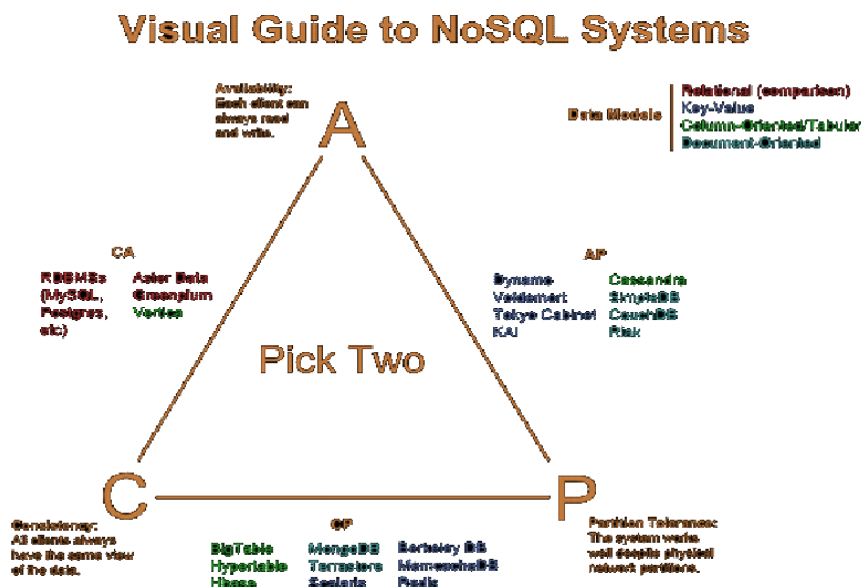 Visual Guide to NoSQL Systems
Availability:
Each client can
always read
and write.
A
Data Models
Relational (comparison)
Key-Value
Column-Oriented/Tabular
Document-Oriented
CA
RDBMSs
(MySQL,
Postgres,
etc)
Aster Data
Greenplum
Vertica
AP
Dynamo
Voldemort
Tokyo Cabinet
KAI
Cassandra
SimpleDB
CouchDB
Riak
Pick Two
C
P
Consistency:
All clients always
have the same view
of the data.
CP
BigTable
Hypertable
Hbase
MongoDB
Terrastore
Scalaris
Berkeley DB
MemcacheDB
Redis
Partition Tolerance:
The system works
well despite physical
network partitions.